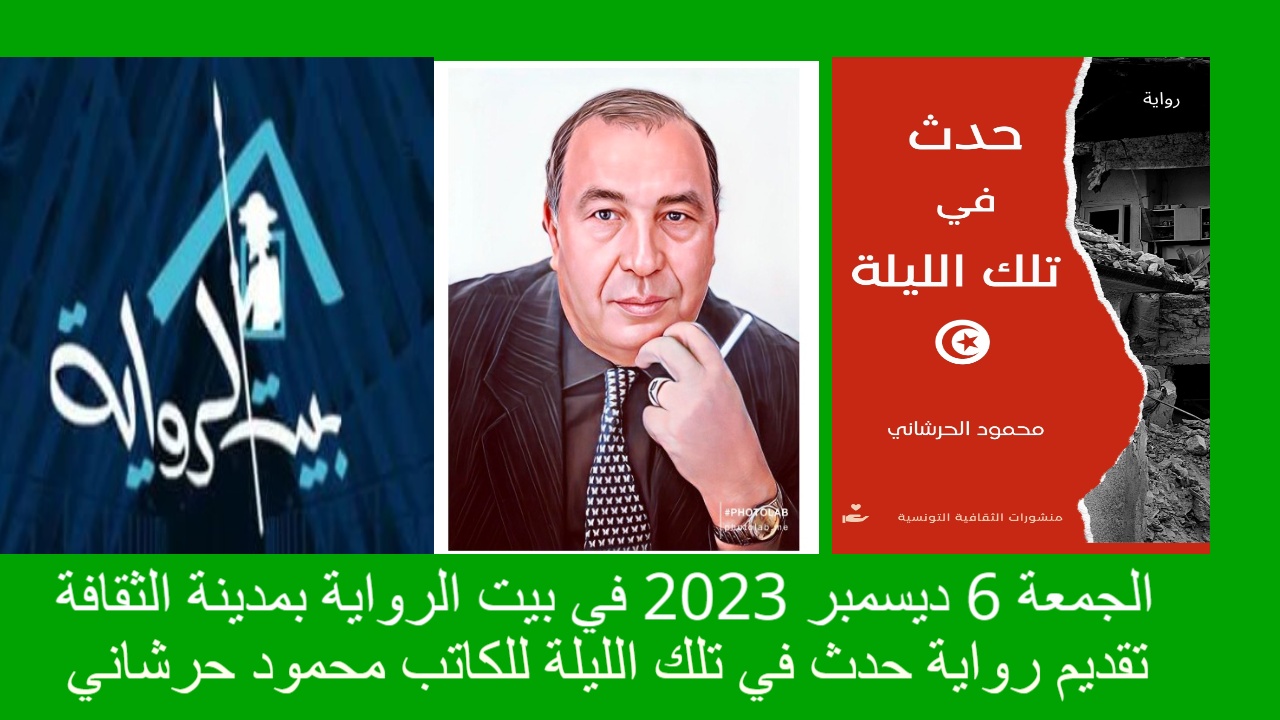 رواية
حدث
في
تلك الليلة
محمود الحرشاني
منشورات الثقافية التونسية
#PHOTOLAB
photolab.me
بيت الرواية
الجمعة 6 ديسمبر 2023 في بيت الرواية بمدينة الثقافة
تقديم رواية حدث في تلك الليلة للكاتب محمود حرشاني